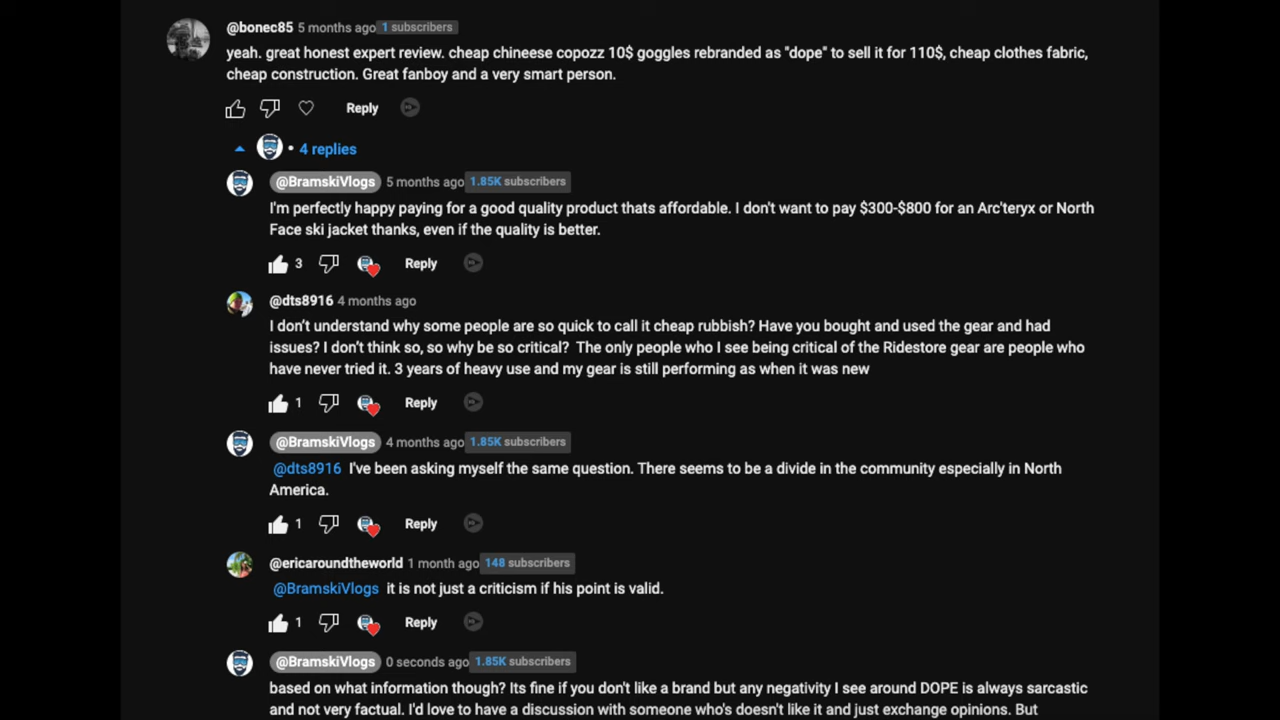 @bonec85 5 months ago 1 subscribers
yeah. great honest expert review. cheap chineese copozz 10$ goggles rebranded as "dope" to sell it for 110$, cheap clothes fabric,
cheap construction. Great fanboy and a very smart person.
Reply
• 4 replies
@BramskiVlogs 5 months ago 1.85K subscribers
I'm perfectly happy paying for a good quality product thats affordable. I don't want to pay $300-$800 for an Arc'teryx or North
Face ski jacket thanks, even if the quality is better.
3 Reply
@dts8916 4 months ago
I don't understand why some people are so quick to call it cheap rubbish? Have you bought and used the gear and had
issues? I don't think so, so why be so critical? The only people who I see being critical of the Ridestore gear are people who
have never tried it. 3 years of heavy use and my gear is still performing as when it was new
1 Reply
@BramskiVlogs 4 months ago 1.85K subscribers
@dts8916 I've been asking myself the same question. There seems to be a divide in the community especially in North
America.
1 Reply
@ericaroundtheworld 1 month ago 148 subscribers
@BramskiVlogs it is not just a criticism if his point is valid.
1 Reply
@BramskiVlogs 0 seconds ago 1.85K subscribers
based on what information though? Its fine if you don't like a brand but any negativity I see around DOPE is always sarcastic
and not very factual. I'd love to have a discussion with someone who's doesn't like it and just exchange opinions. But